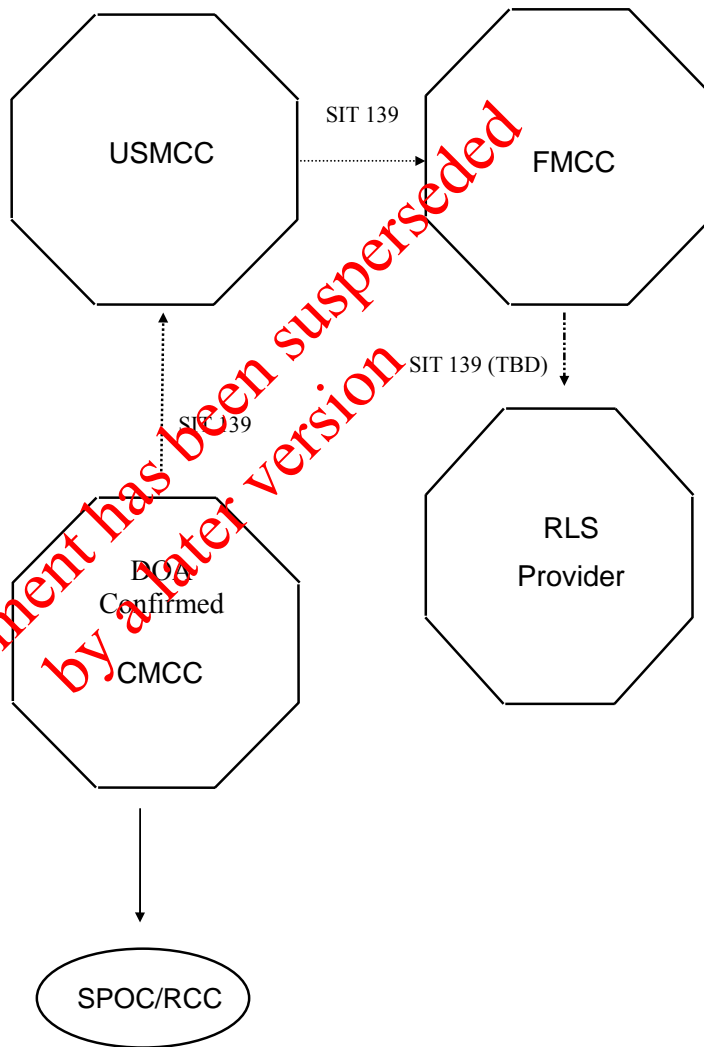 SIT 139
USMCC
FMCC
SIT 139 (TBD)
SIT 139
RLS
Provider
DOA
Confirmed
CMCC
SPOC/RCC
ment has been superseded
by a later version